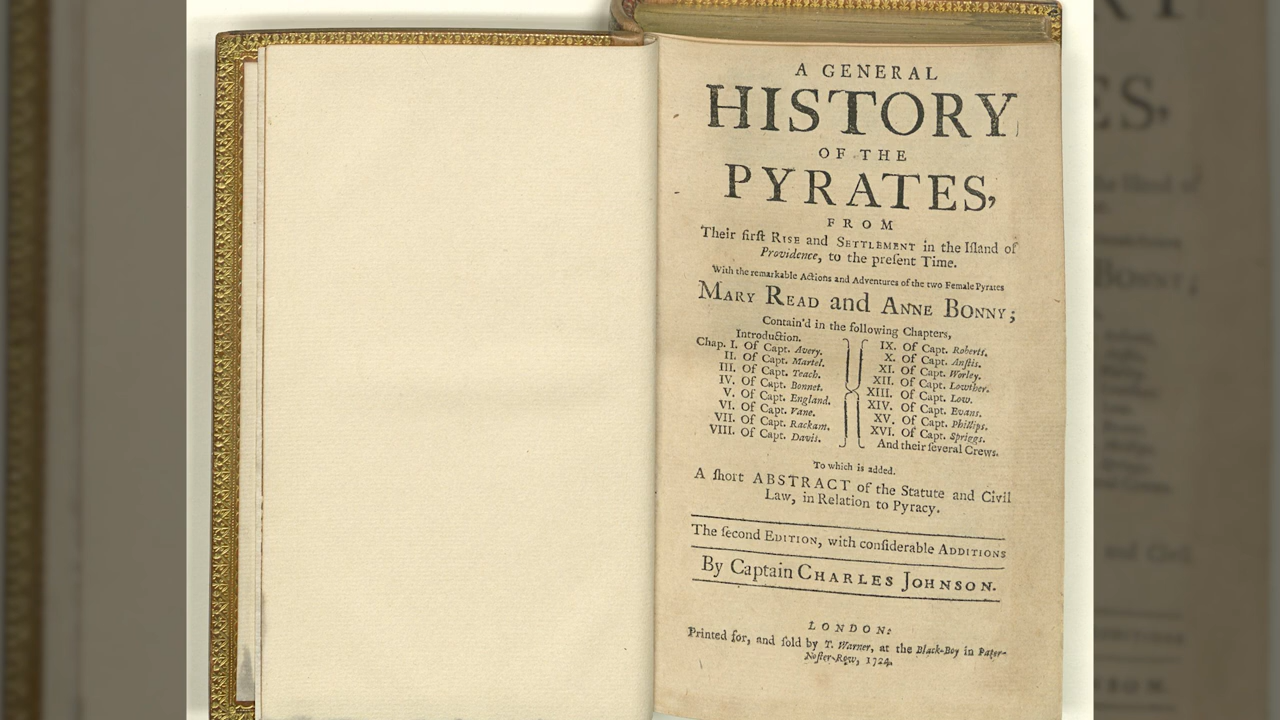 A GENERAL
HISTORY
OF THE
PYRATES,
FROM
Their firſt RISE and SETTLEMENT in the Iſland of
Providence, to the preſent Time.
With the remarkable Actions and Adventures of the two Female Pyrates
MARY READ and ANNE BONNY;
Contain'd in the following Chapters,
Introduction.
Chap. I. Of Capt. Avery.
II. Of Capt. Martel.
III. Of Capt. Teach.
IV. Of Capt. Bonnet.
V. Of Capt. England.
VI. Of Capt. Vane.
VII. Of Capt. Rackam.
VIII. Of Capt. Davis.
IX. Of Capt. Roberts.
X. Of Capt. Anſtis.
XI. Of Capt. Worley.
XII. Of Capt. Lowther.
XIII. Of Capt. Low.
XIV. Of Capt. Evans.
XV. Of Capt. Phillips.
XVI. Of Capt. Spriggs.
And their ſeveral Crews.
To which is added.
A ſhort ABSTRACT of the Statute and Civil
Law, in Relation to Pyracy.
The ſecond EDITION, with conſiderable ADDITIONS
By Captain CHARLES JOHNSON.
LONDON:
Printed for, and ſold by T. Warner, at the Black-Boy in Pater-
Noſter-Row, 1724.